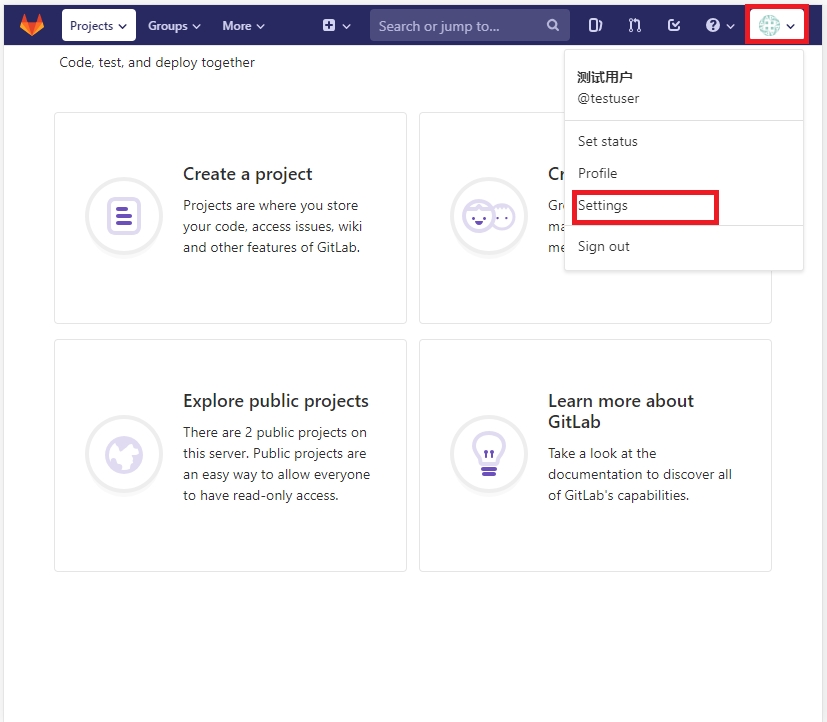 Projects Groups More Search or jump to...
Code, test, and deploy together
测试用户
@testuser
Set status
Profile
Settings
Sign out
Create a project
Projects are where you store
your code, access issues, wiki
and other features of GitLab.
Explore public projects
There are 2 public projects on
this server. Public projects are
an easy way to allow everyone
to have read-only access.
Learn more about
GitLab
Take a look at the
documentation to discover all
of GitLab's capabilities.